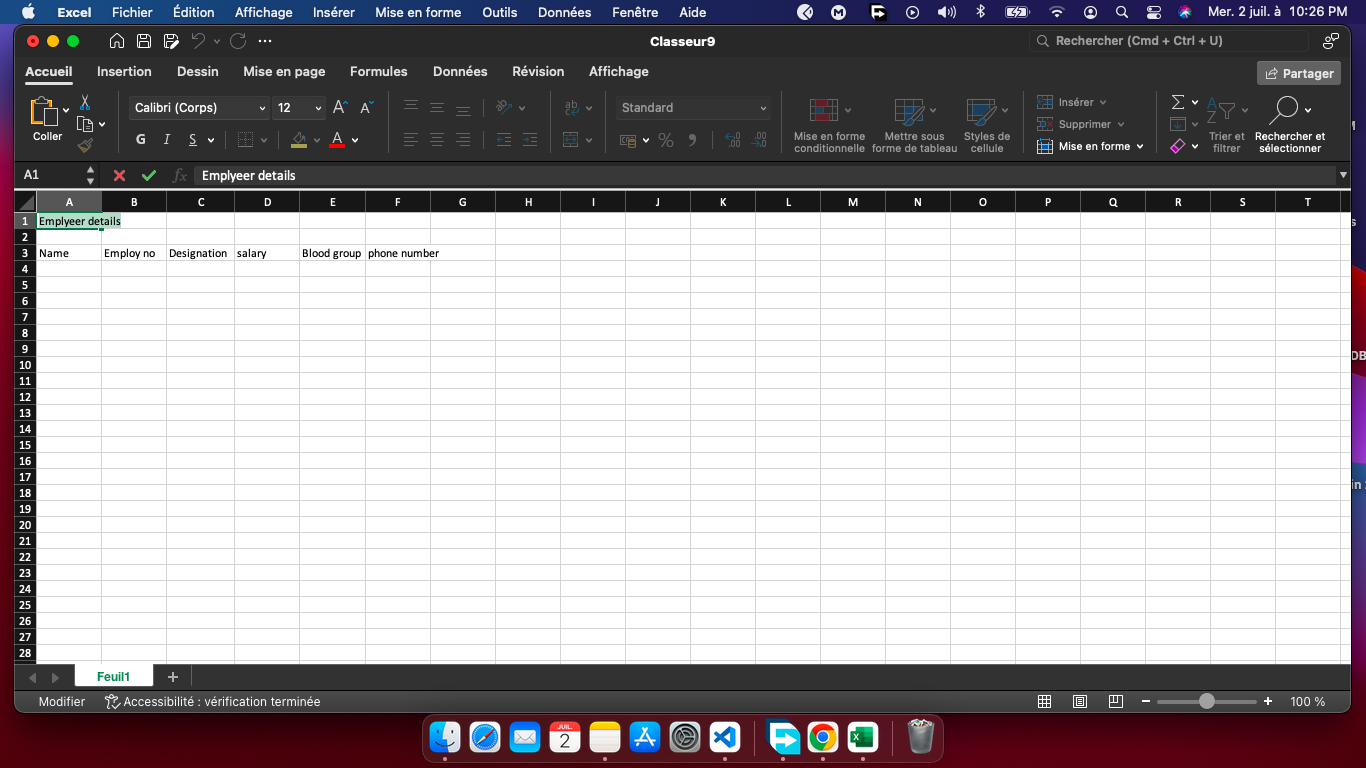 Excel Fichier Édition Affichage Insérer Mise en forme Outils Données Fenêtre Aide Mer. 2 juil. à 10:26 PM
Classeur9
Rechercher (Cmd + Ctrl + U)
Accueil Insertion Dessin Mise en page Formules Données Révision Affichage
Partager
Coller
Calibri (Corps) 12
G I S
Standard
Mise en forme conditionnelle
Mettre sous forme de tableau
Styles de cellule
Insérer
Supprimer
Mise en forme
Trier et filtrer
Rechercher et sélectionner
A1 fx Emplyeer details
A B C D E F G H I J K L M N O P Q R S T
1 Emplyeer details
2
3 Name Employ no Designation salary Blood group phone number
4
5
6
7
8
9
10
11
12
13
14
15
16
17
18
19
20
21
22
23
24
25
26
27
28
Feuil1
Modifier Accessibilité : vérification terminée 100 %
JUIL.
2